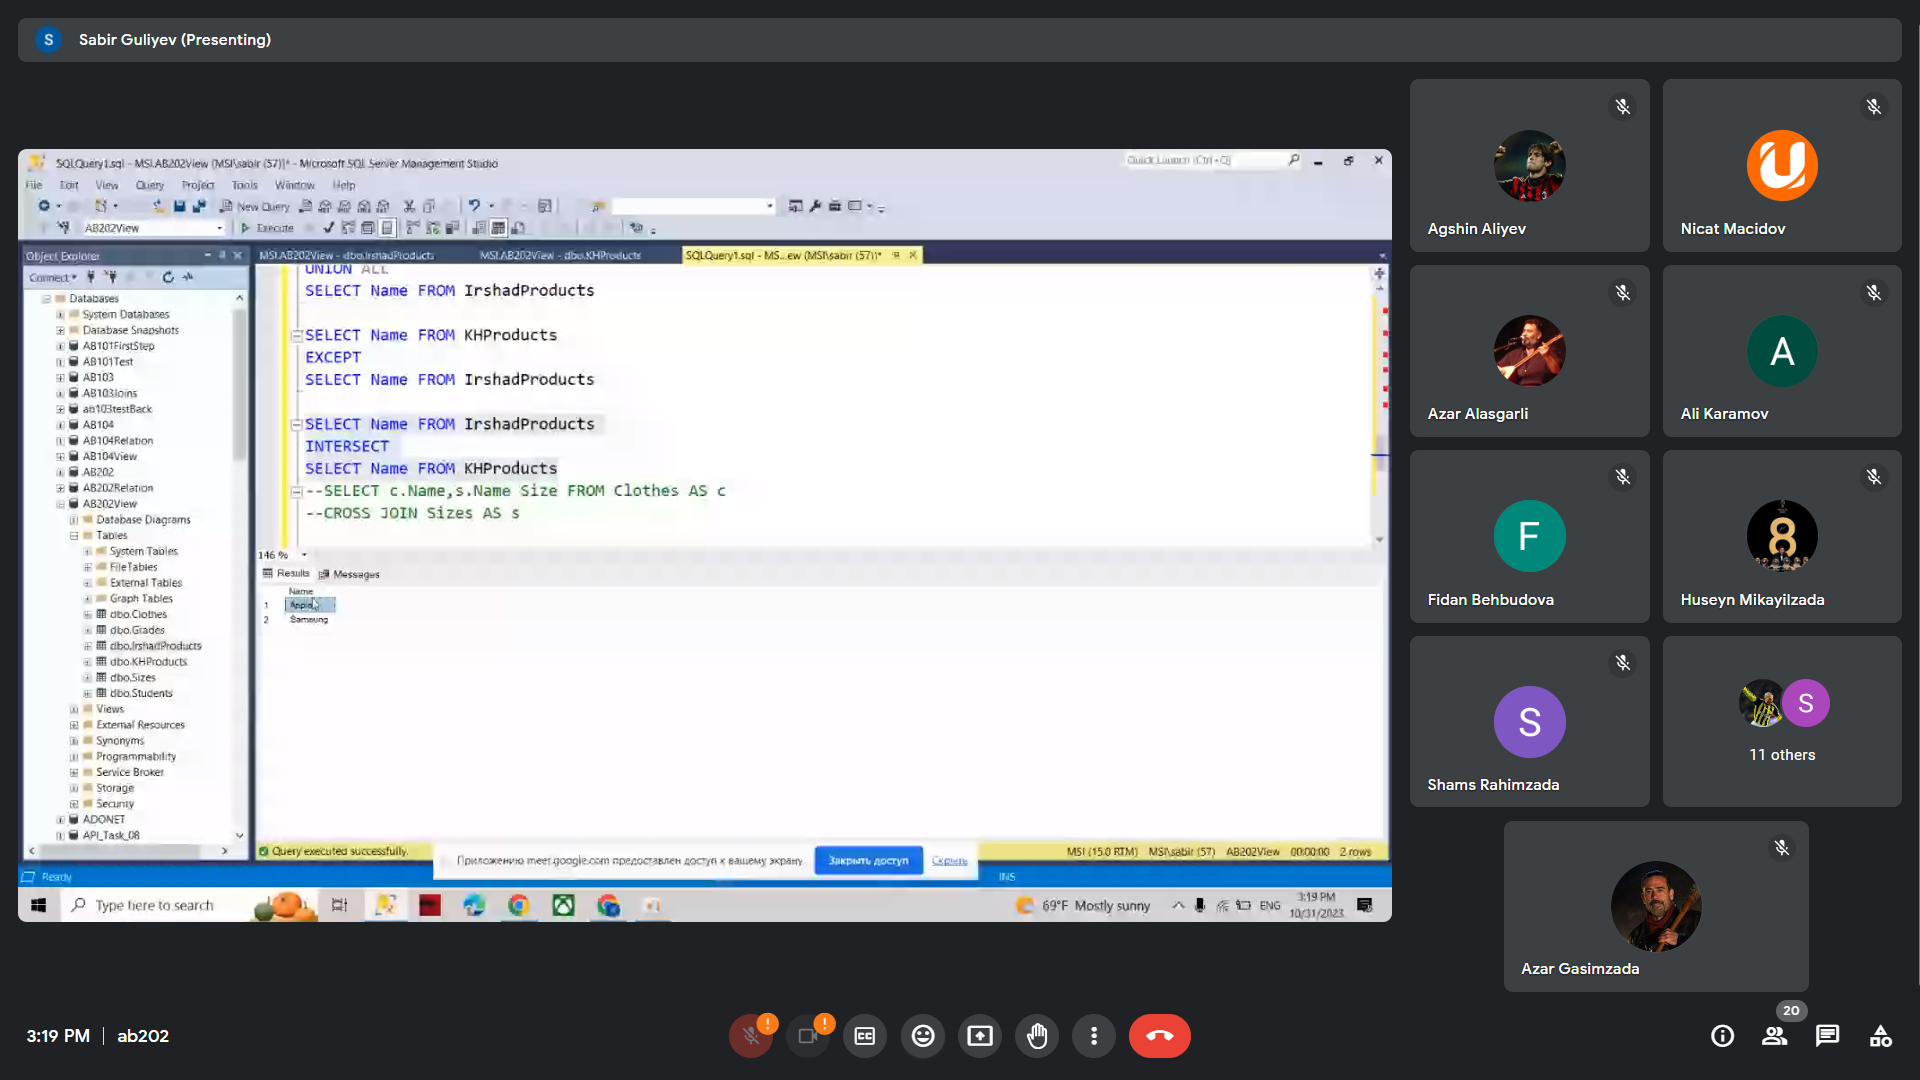 S Sabir Guliyev (Presenting)
SQLQuery1.sql - MSI.AB202View (MSI\sabir (57))* - Microsoft SQL Server Management Studio
Quick Launch (Ctrl+Q)
File Edit View Query Project Tools Window Help
New Query
AB202View
Execute
Object Explorer
MSI.AB202View - dbo.IrshadProducts
MSI.AB202View - dbo.KHProducts
SQLQuery1.sql - MS...ew (MSI\sabir (57))*
Connect
Databases
System Databases
Database Snapshots
AB101FirstStep
AB101Test
AB103
AB103Joins
ab103testBack
AB104
AB104Relation
AB104View
AB202
AB202Relation
AB202View
Database Diagrams
Tables
System Tables
FileTables
External Tables
Graph Tables
dbo.Clothes
dbo.Grades
dbo.IrshadProducts
dbo.KHProducts
dbo.Sizes
dbo.Students
Views
External Resources
Synonyms
Programmability
Service Broker
Storage
Security
ADONET
API_Task_08
UNION ALL
SELECT Name FROM IrshadProducts
SELECT Name FROM KHProducts
EXCEPT
SELECT Name FROM IrshadProducts
SELECT Name FROM IrshadProducts
INTERSECT
SELECT Name FROM KHProducts
--SELECT c.Name,s.Name Size FROM Clothes AS c
--CROSS JOIN Sizes AS s
146 %
Results Messages
Name
1
2 Samsung
Query executed successfully.
MSI (15.0 RTM) MSI\sabir (57) AB202View 00:00:00 2 rows
Приложению meet.google.com предоставлен доступ к вашему экрану
Закрыть доступ
Скрыть
Ready
INS
Type here to search
69°F Mostly sunny
ENG
3:19 PM
10/31/2023
Agshin Aliyev
Nicat Macidov
Azar Alasgarli
A
Ali Karamov
F
Fidan Behbudova
8
Huseyn Mikayilzada
S
Shams Rahimzada
S
11 others
Azar Gasimzada
3:19 PM | ab202
20